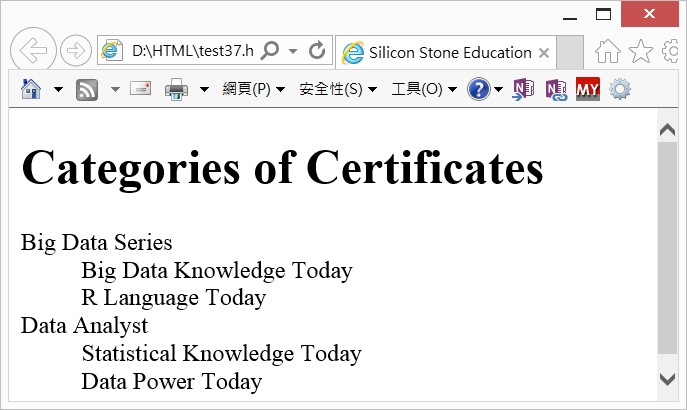 D:\HTML\test37.h
Silicon Stone Education
網頁(P)
安全性(S)
工具(O)
?
N
N
MY
Categories of Certificates
Big Data Series
Big Data Knowledge Today
R Language Today
Data Analyst
Statistical Knowledge Today
Data Power Today